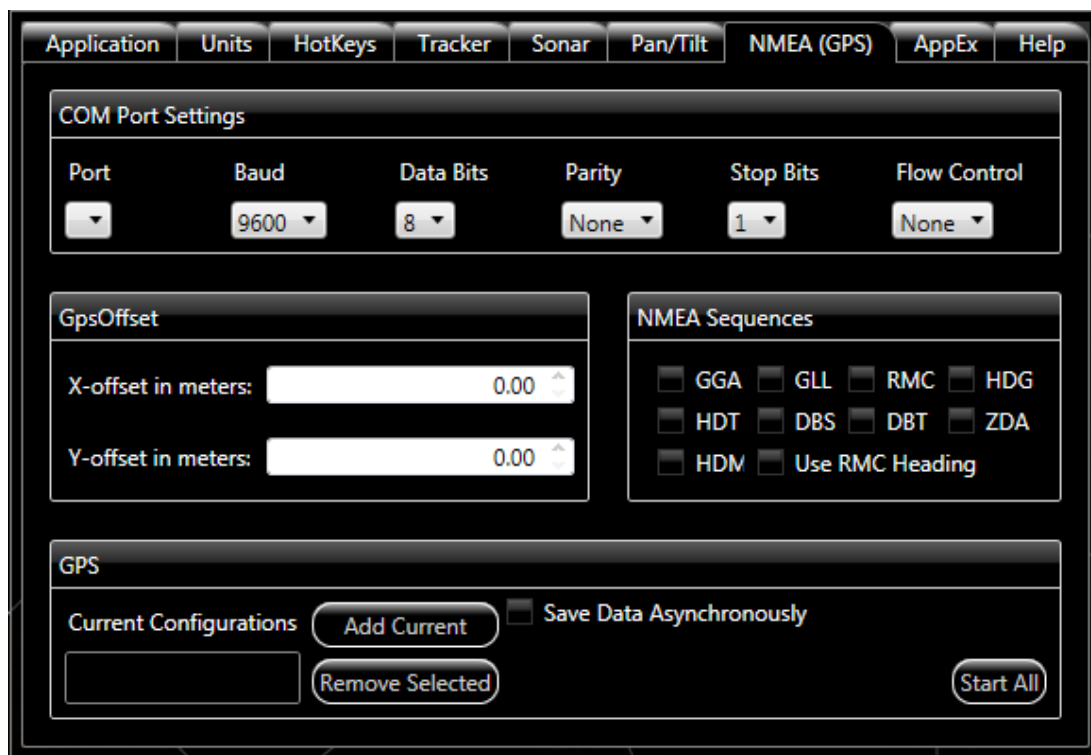 Application Units HotKeys Tracker Sonar Pan/Tilt NMEA (GPS) AppEx Help
COM Port Settings
Port Baud Data Bits Parity Stop Bits Flow Control
9600 8 None 1 None
GpsOffset
X-offset in meters: 0.00
Y-offset in meters: 0.00
NMEA Sequences
GGA GLL RMC HDG
HDT DBS DBT ZDA
HDM Use RMC Heading
GPS
Current Configurations Add Current Save Data Asynchronously
Remove Selected Start All